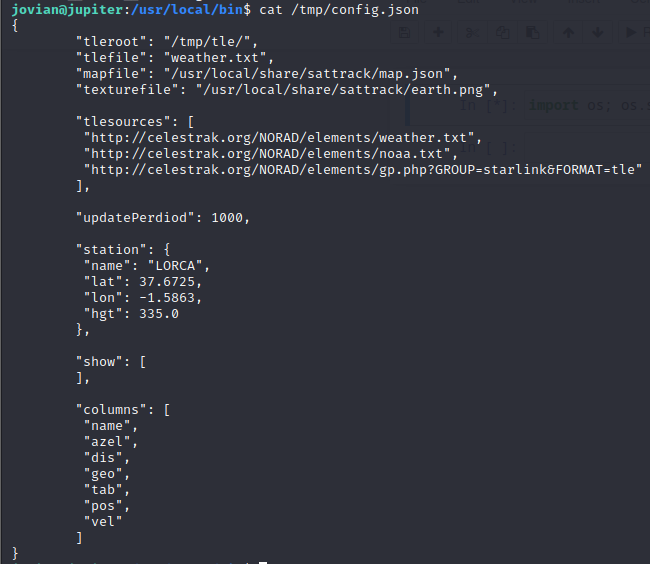 jovian@jupiter:/usr/local/bin$ cat /tmp/config.json
{
        "tleroot": "/tmp/tle/",
        "tlefile": "weather.txt",
        "mapfile": "/usr/local/share/sattrack/map.json",
        "texturefile": "/usr/local/share/sattrack/earth.png",

        "tlesources": [
         "http://celestrak.org/NORAD/elements/weather.txt",
         "http://celestrak.org/NORAD/elements/noaa.txt",
         "http://celestrak.org/NORAD/elements/gp.php?GROUP=starlink&FORMAT=tle"
        ],

        "updatePerdiod": 1000,

        "station": {
         "name": "LORCA",
         "lat": 37.6725,
         "lon": -1.5863,
         "hgt": 335.0
        },

        "show": [
        ],

        "columns": [
         "name",
         "azel",
         "dis",
         "geo",
         "tab",
         "pos",
         "vel"
        ]
}
import os; os.